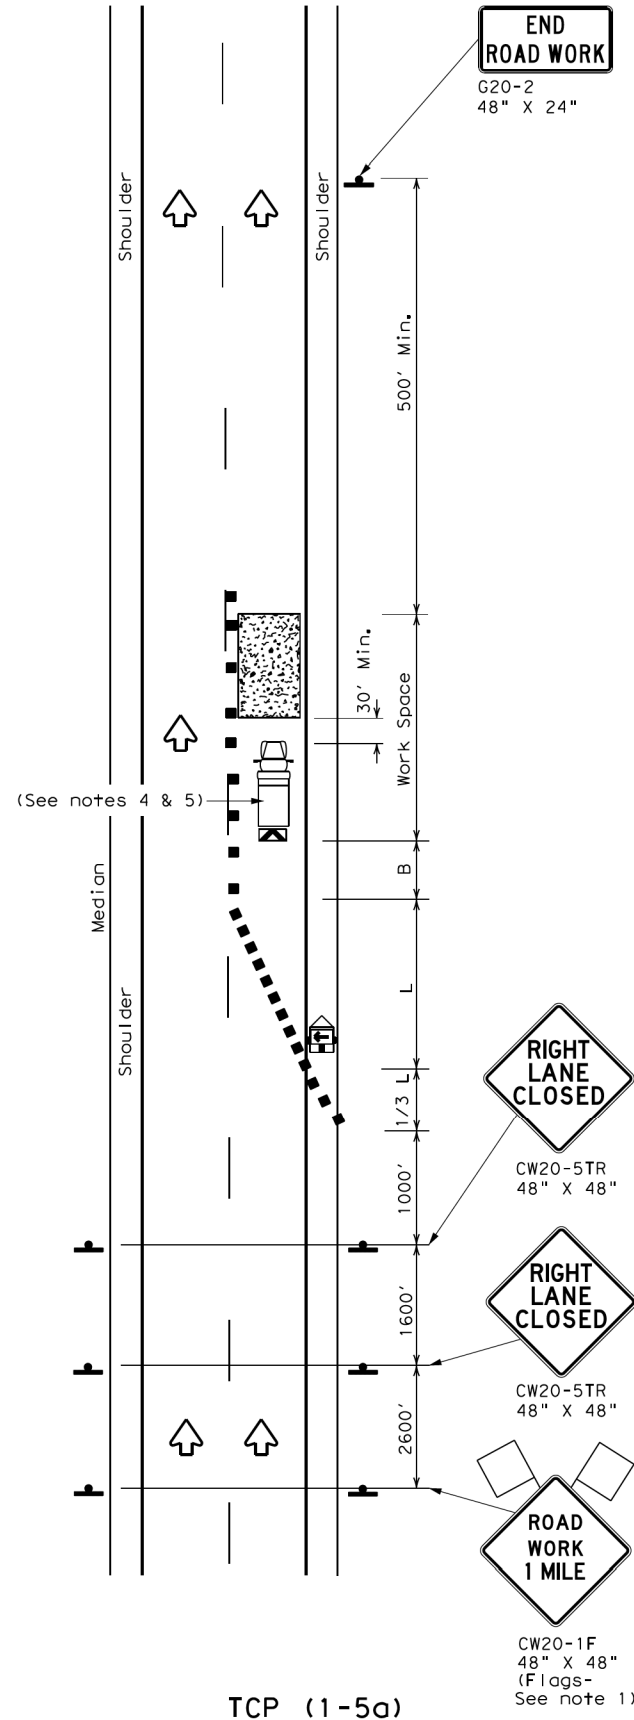 END
ROAD WORK
G20-2
48" X 24"
Shoulder
Shoulder
500' Min.
30' Min.
Work Space
(See notes 4 & 5)
B
Median
L
Shoulder
RIGHT
LANE
CLOSED
1/3 L
CW20-5TR
48" X 48"
1000'
RIGHT
LANE
CLOSED
1600'
CW20-5TR
48" X 48"
2600'
ROAD
WORK
1 MILE
CW20-1F
48" X 48"
(Flags-
See note 1)
TCP (1-5a)